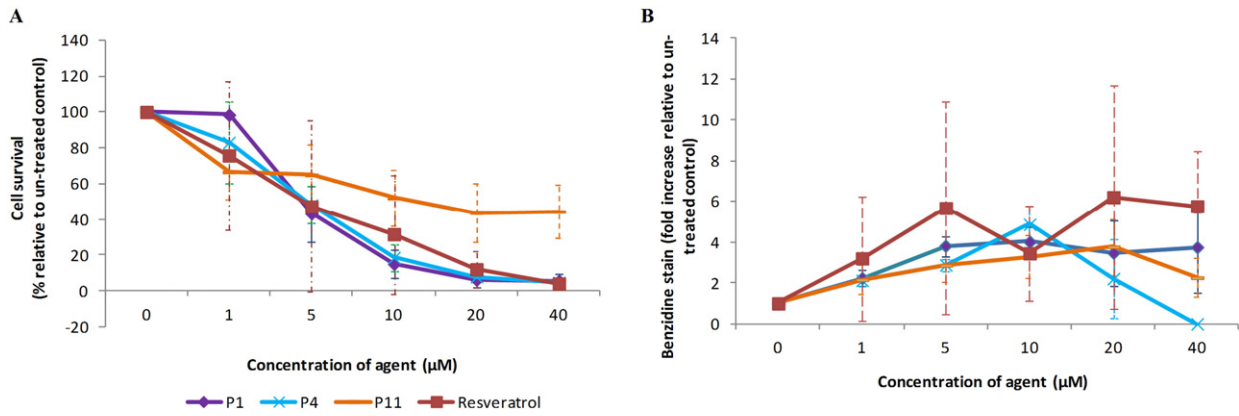 A
Cell survival
(% relative to un-treated control)
140
120
100
80
60
40
20
0
-20
0 1 5 10 20 40
Concentration of agent (µM)
P1 P4 P11 Resveratrol
B
Benzidine stain (fold increase relative to un-
treated control)
14
12
10
8
6
4
2
0
0 1 5 10 20 40
Concentration of agent (µM)